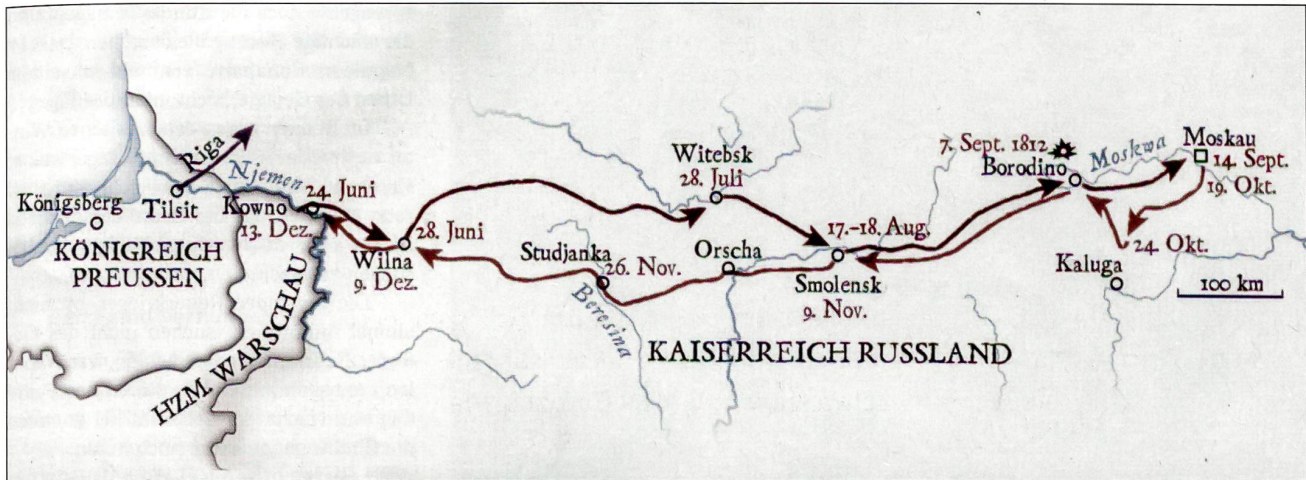 Riga
Njemen
Königsberg
Tilsit
Kowno
13. Dez.
24. Juni
KÖNIGREICH
PREUSSEN
HZM. WARSCHAU
Wilna
9. Dez.
28. Juni
Studjanka
26. Nov.
Beresina
Witebsk
28. Juli
Orscha
17.–18. Aug.
Smolensk
9. Nov.
KAISERREICH RUSSLAND
7. Sept. 1812
Borodino
Moskwa
Moskau
14. Sept.
19. Okt.
24. Okt.
Kaluga
100 km